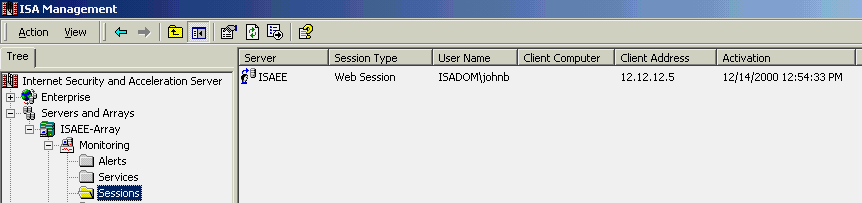 ISA Management
Action View
Tree
Server Session Type User Name Client Computer Client Address Activation
Internet Security and Acceleration Server
ISAEE Web Session ISADOM\johnb 12.12.12.5 12/14/2000 12:54:33 PM
Enterprise
Servers and Arrays
ISAEE-Array
Monitoring
Alerts
Services
Sessions